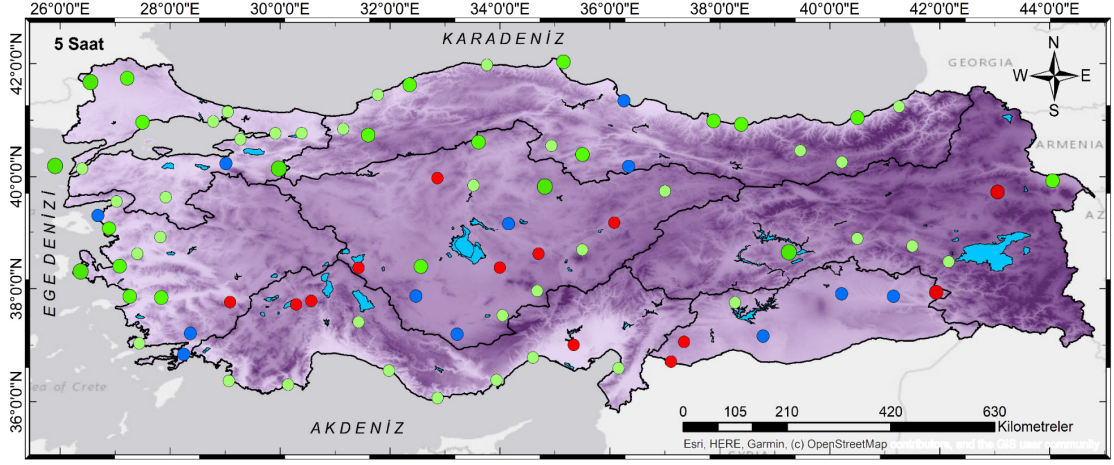 26°0'0"E 28°0'0"E 30°0'0"E 32°0'0"E 34°0'0"E 36°0'0"E 38°0'0"E 40°0'0"E 42°0'0"E 44°0'0"E
5 Saat
KARADENİZ
GEORGIA
N
W E
S
ARMENIA
AZ
EGE DENİZİ
42°0'0"N
40°0'0"N
38°0'0"N
36°0'0"N
Sea of Crete
AKDENİZ
0 105 210 420 630
Kilometreler
Esri, HERE, Garmin, (c) OpenStreetMap contributors, and the GIS user community
SYRIA